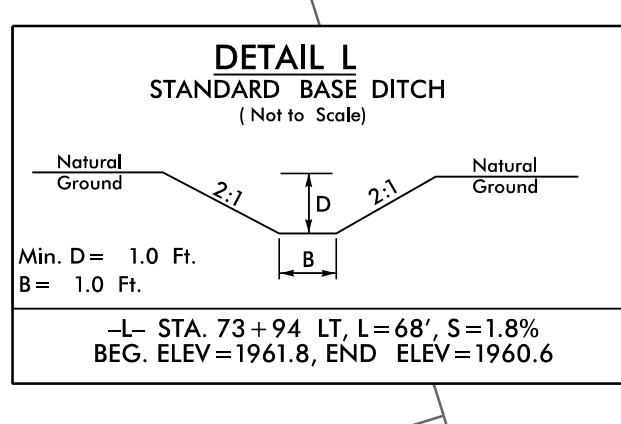 DETAIL L
STANDARD BASE DITCH
( Not to Scale)
Natural
Ground
2:1
D
2:1
Natural
Ground
Min. D = 1.0 Ft.
B
B = 1.0 Ft.
–L– STA. 73+94 LT, L=68', S=1.8%
BEG. ELEV=1961.8, END ELEV=1960.6